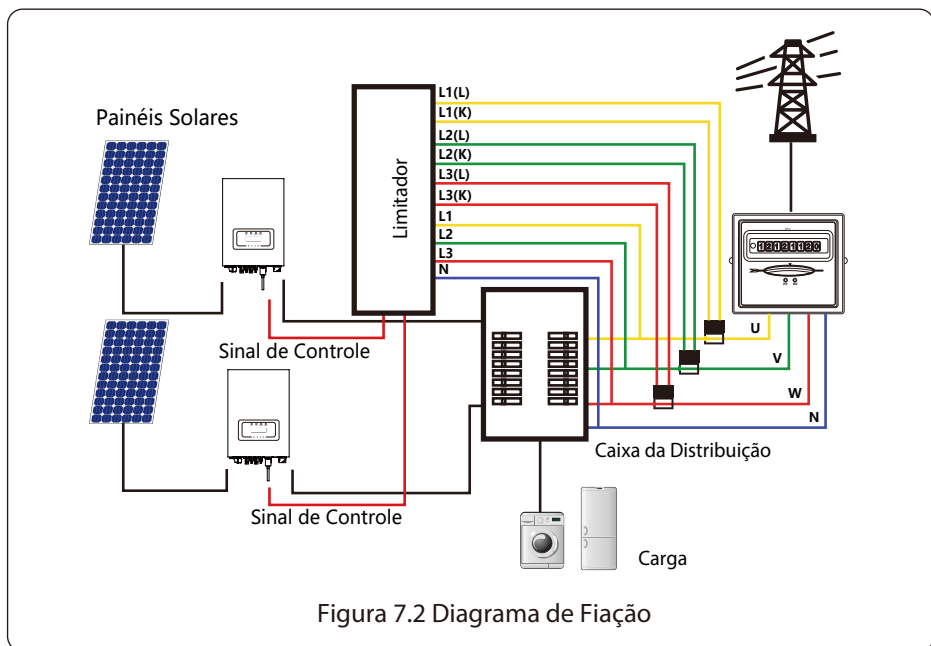 Painéis Solares
Limitador
L1(L)
L1(K)
L2(L)
L2(K)
L3(L)
L3(K)
L1
L2
L3
N
12121120
U
V
W
N
Sinal de Controle
Sinal de Controle
Caixa da Distribuição
Carga
Figura 7.2 Diagrama de Fiação